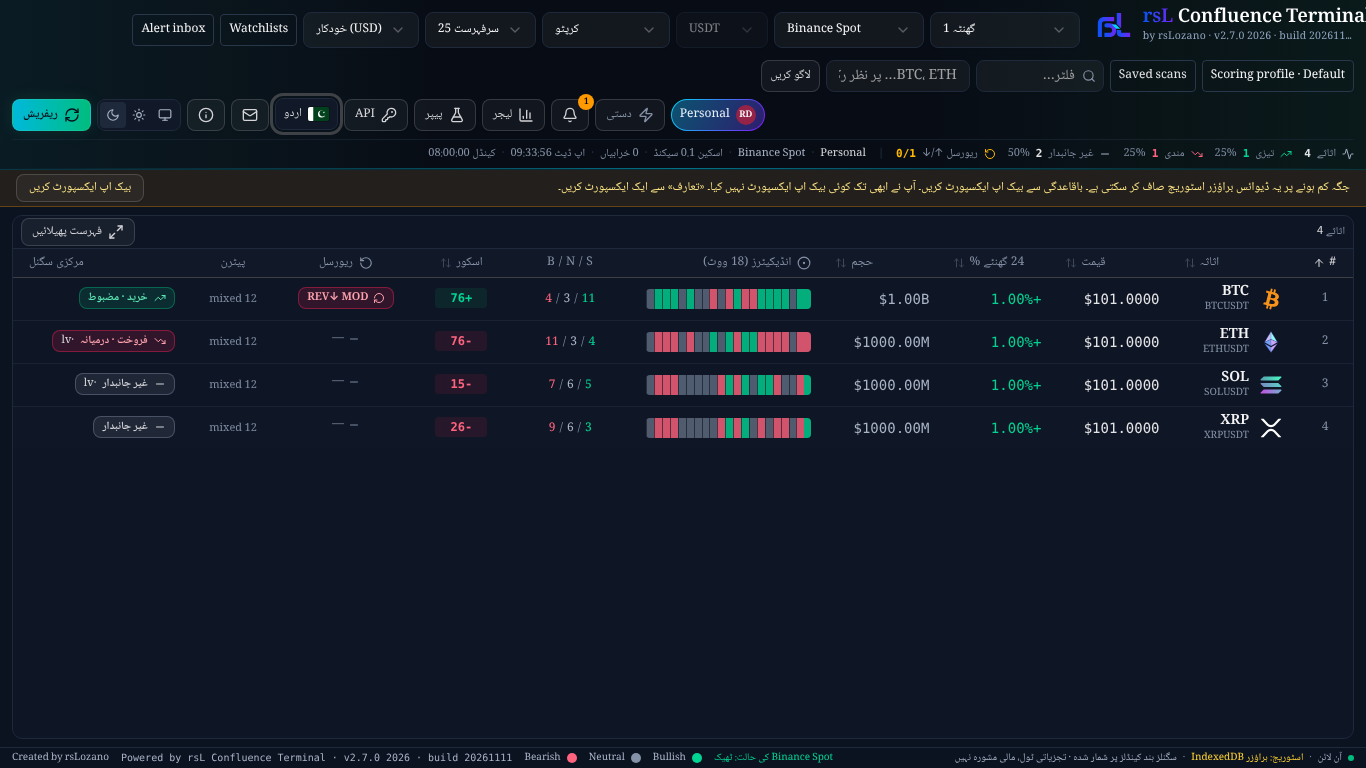 rsL Confluence Termina
by rsLozano · v2.7.0 2026 · build 202611...
1 گھنٹہ
Binance Spot
USDT
کرپٹو
سرفہرست 25
خودکار (USD)
Watchlists
Alert inbox
Scoring profile · Default
Saved scans
فلٹر...
BTC, ETH... پر نظر رک
لاگو کریں
RD Personal
دستی
1
لیجر
پیپر
API
اردو
ریفریش
اثاثے 4
تیزی 1 25%
مندی 1 25%
غیر جانبدار 2 50%
ریورسل ↑/↓ 0/1
Personal · Binance Spot · اسکین 0,1 سیکنڈ · 0 خرابیاں · اپ ڈیٹ 09:33:56 · کینڈل 08:00:00
جگہ کم ہونے پر یہ ڈیوائس براؤزر اسٹوریج صاف کر سکتی ہے۔ باقاعدگی سے بیک اپ ایکسپورٹ کریں۔ آپ نے ابھی تک کوئی بیک اپ ایکسپورٹ نہیں کیا۔ «تعارف» سے ایک ایکسپورٹ کریں۔
بیک اپ ایکسپورٹ کریں
اثاثے 4
فہرست پھیلائیں
# ↑ اثاثہ ↑↓ قیمت ↑↓ 24 گھنٹے % ↑↓ حجم ↑↓ انڈیکیٹرز (18 ووٹ) B / N / S اسکور ↑↓ ریورسل پیٹرن مرکزی سگنل
1 BTC $101.0000 1.00%+ $1.00B 4 / 3 / 11 76+ REV↓ MOD mixed 12 خرید · مضبوط
BTCUSDT
2 ETH $101.0000 1.00%+ $1000.00M 11 / 3 / 4 76- — – mixed 12 فروخت · درمیانہ ·lv
ETHUSDT
3 SOL $101.0000 1.00%+ $1000.00M 7 / 6 / 5 15- — – mixed 12 غیر جانبدار ·lv
SOLUSDT
4 XRP $101.0000 1.00%+ $1000.00M 9 / 6 / 3 26- — – mixed 12 غیر جانبدار
XRPUSDT
آن لائن · اسٹوریج: براؤزر IndexedDB · سگنلز بند کینڈلز پر شمار شدہ · تجزیاتی ٹول، مالی مشورہ نہیں
Binance Spot کی حالت: ٹھیک
Bullish
Neutral
Bearish
Powered by rsL Confluence Terminal · v2.7.0 2026 · build 20261111
Created by rsLozano